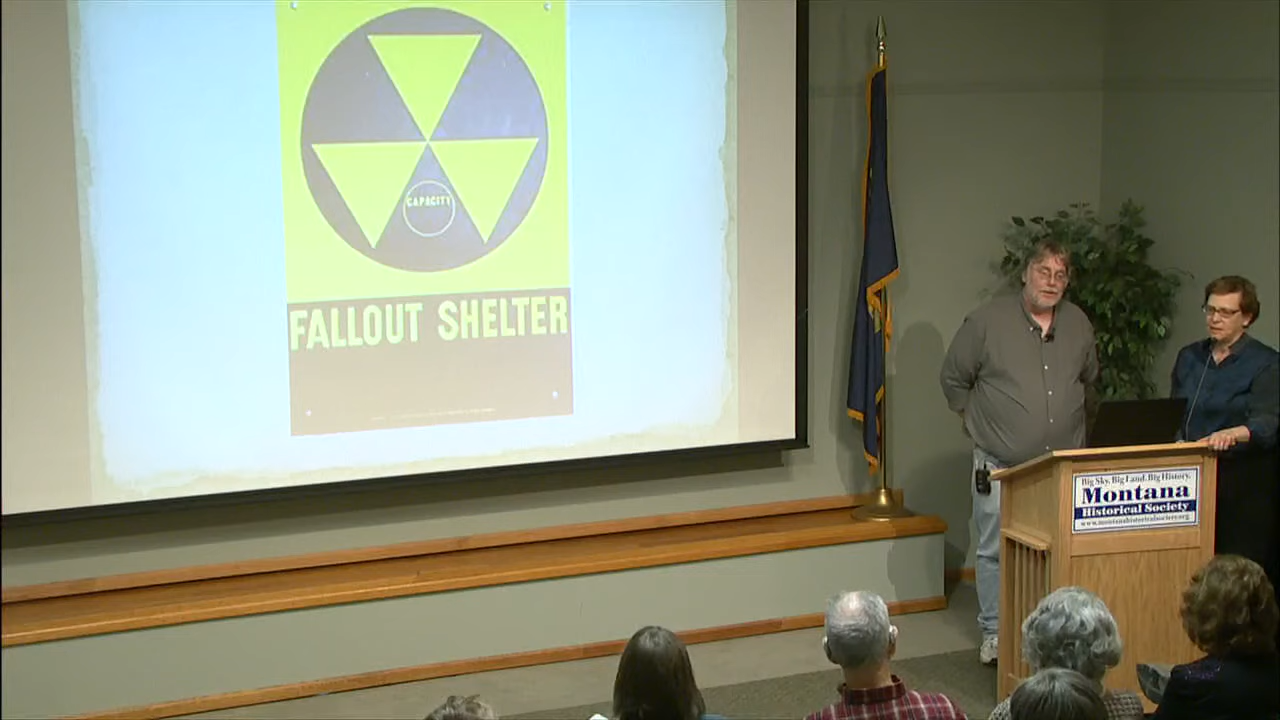 CAPACITY
FALLOUT SHELTER
Big Sky. Big Land. Big History.
Montana
Historical Society
www.montanahistoricalsociety.org